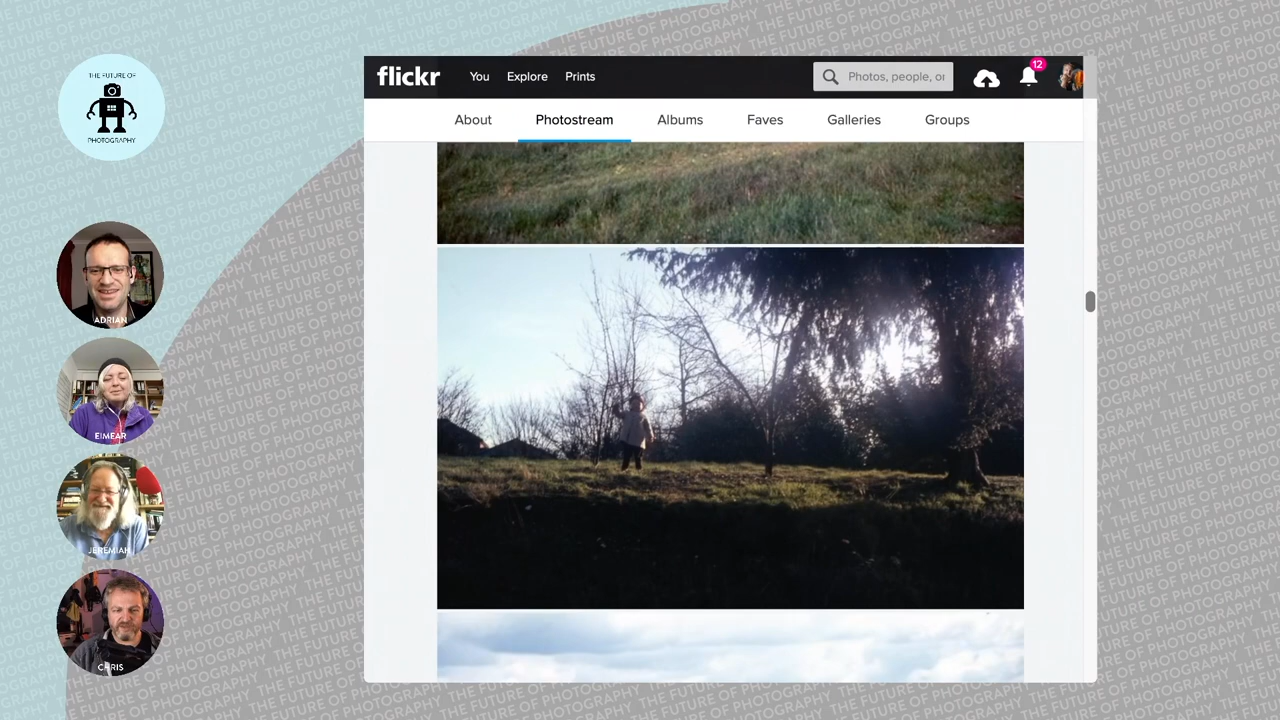 THE FUTURE OF
PHOTOGRAPHY
ADRIAN
EIMEAR
JEREMIAH
CHRIS
flickr
You Explore Prints
Photos, people, or
12
About Photostream Albums Faves Galleries Groups
THE FUTURE OF PHOTOGRAPHY